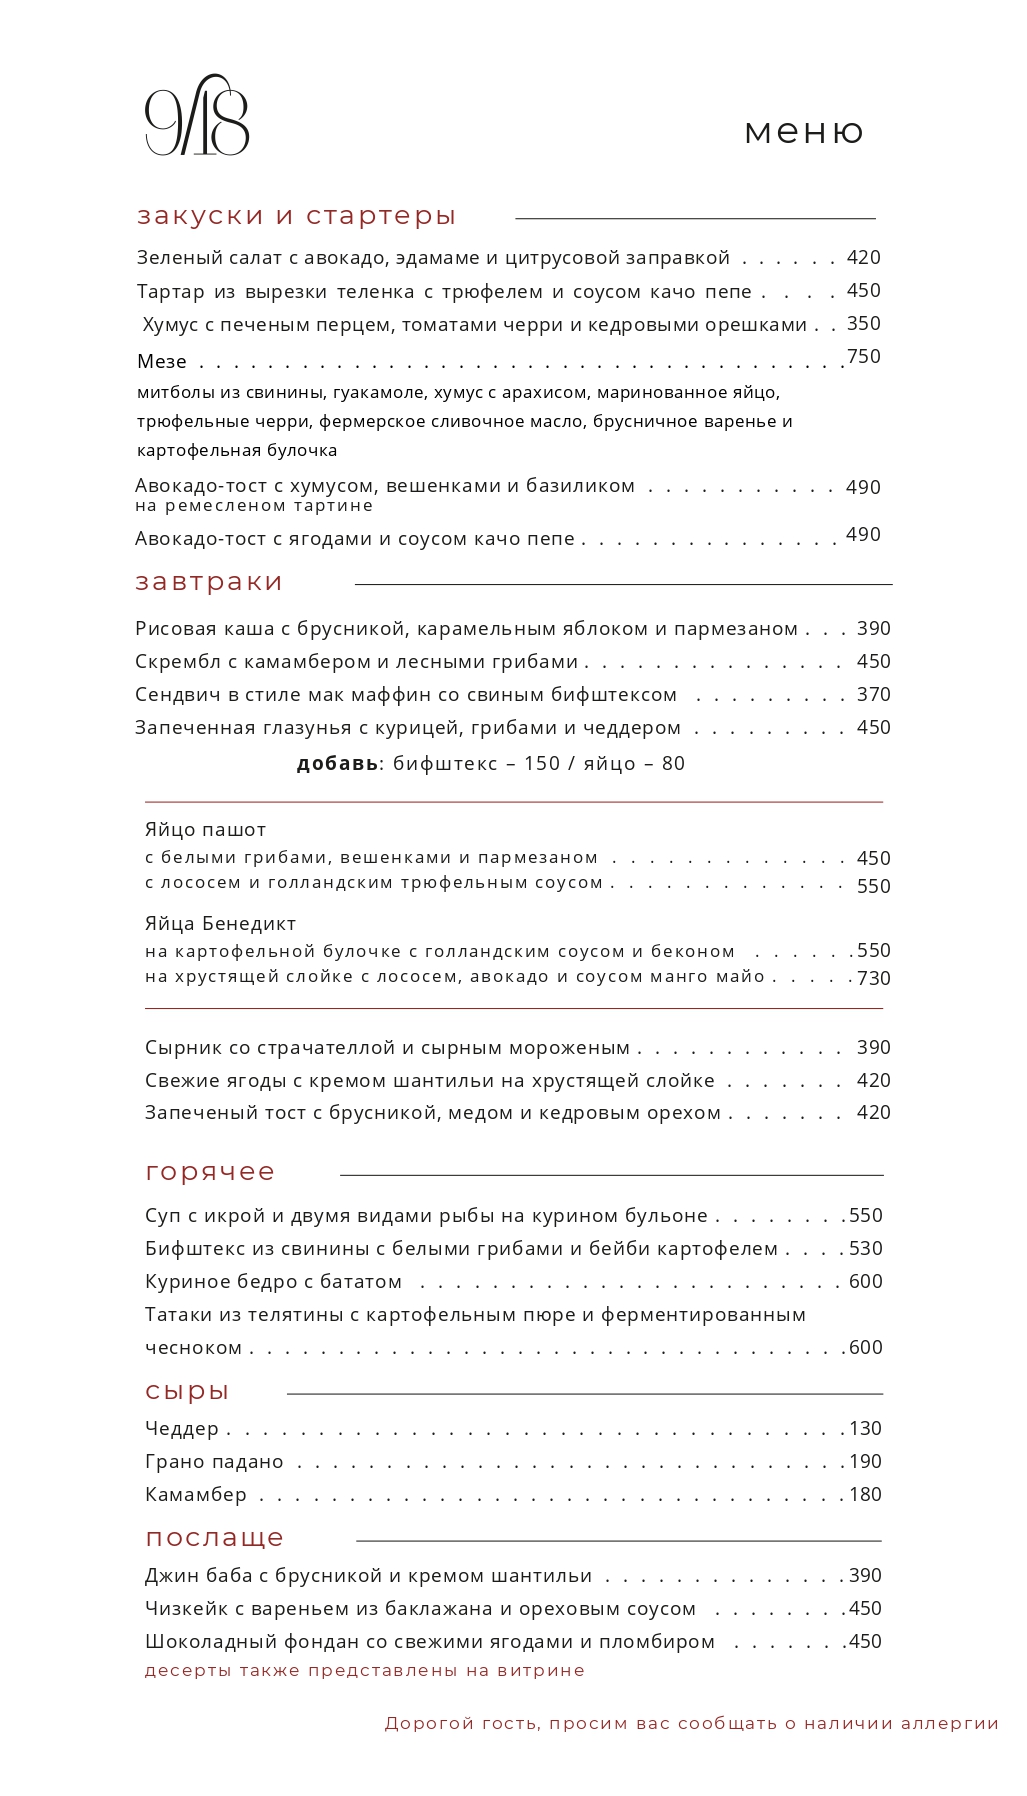 9/18
меню
закуски и стартеры
Зеленый салат с авокадо, эдамаме и цитрусовой заправкой . . . . . . 420
Тартар из вырезки теленка с трюфелем и соусом качо пепе . . . . 450
Хумус с печеным перцем, томатами черри и кедровыми орешками . . 350
Мезе . . . . . . . . . . . . . . . . . . . . . . . . . . . . . . . . . . . . . . 750
митболы из свинины, гуакамоле, хумус с арахисом, маринованное яйцо,
трюфельные черри, фермерское сливочное масло, брусничное варенье и
картофельная булочка
Авокадо-тост с хумусом, вешенками и базиликом . . . . . . . . . . . 490
на ремесленом тартине
Авокадо-тост с ягодами и соусом качо пепе . . . . . . . . . . . . . . . 490
завтраки
Рисовая каша с брусникой, карамельным яблоком и пармезаном . . . 390
Скрембл с камамбером и лесными грибами . . . . . . . . . . . . . . . 450
Сендвич в стиле мак маффин со свиным бифштексом . . . . . . . . . 370
Запеченная глазунья с курицей, грибами и чеддером . . . . . . . . . 450
добавь: бифштекс – 150 / яйцо – 80
Яйцо пашот
с белыми грибами, вешенками и пармезаном . . . . . . . . . . . . . 450
с лососем и голландским трюфельным соусом . . . . . . . . . . . . . 550
Яйца Бенедикт
на картофельной булочке с голландским соусом и беконом . . . . . . 550
на хрустящей слойке с лососем, авокадо и соусом манго майо . . . . . 730
Сырник со страчателлой и сырным мороженым . . . . . . . . . . . . 390
Свежие ягоды с кремом шантильи на хрустящей слойке . . . . . . . 420
Запеченый тост с брусникой, медом и кедровым орехом . . . . . . . 420
горячее
Суп с икрой и двумя видами рыбы на курином бульоне . . . . . . . . 550
Бифштекс из свинины с белыми грибами и бейби картофелем . . . . 530
Куриное бедро с бататом . . . . . . . . . . . . . . . . . . . . . . . . 600
Татаки из телятины с картофельным пюре и ферментированным
чесноком . . . . . . . . . . . . . . . . . . . . . . . . . . . . . . . . . . 600
сыры
Чеддер . . . . . . . . . . . . . . . . . . . . . . . . . . . . . . . . . . 130
Грано падано . . . . . . . . . . . . . . . . . . . . . . . . . . . . . . . 190
Камамбер . . . . . . . . . . . . . . . . . . . . . . . . . . . . . . . . . 180
послаще
Джин баба с брусникой и кремом шантильи . . . . . . . . . . . . . . 390
Чизкейк с вареньем из баклажана и ореховым соусом . . . . . . . . 450
Шоколадный фондан со свежими ягодами и пломбиром . . . . . . . 450
десерты также представлены на витрине
Дорогой гость, просим вас сообщать о наличии аллергии